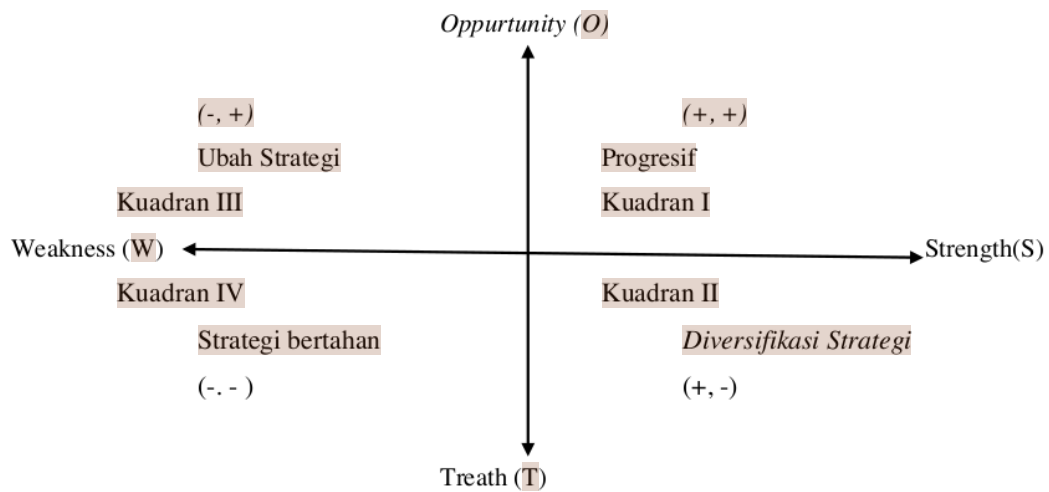 Oppurtunity (O)
(-, +)
(+, +)
Ubah Strategi
Progresif
Kuadran III
Kuadran I
Weakness (W)
Strength(S)
Kuadran IV
Kuadran II
Strategi bertahan
Diversifikasi Strategi
(-. - )
(+, -)
Treath (T)